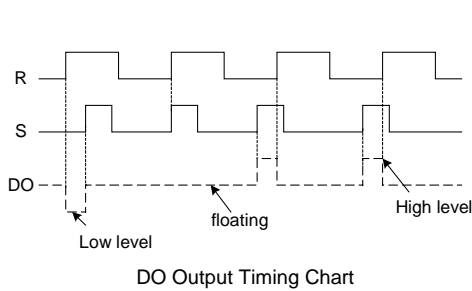 R
S
DO
floating
High level
Low level
DO Output Timing Chart